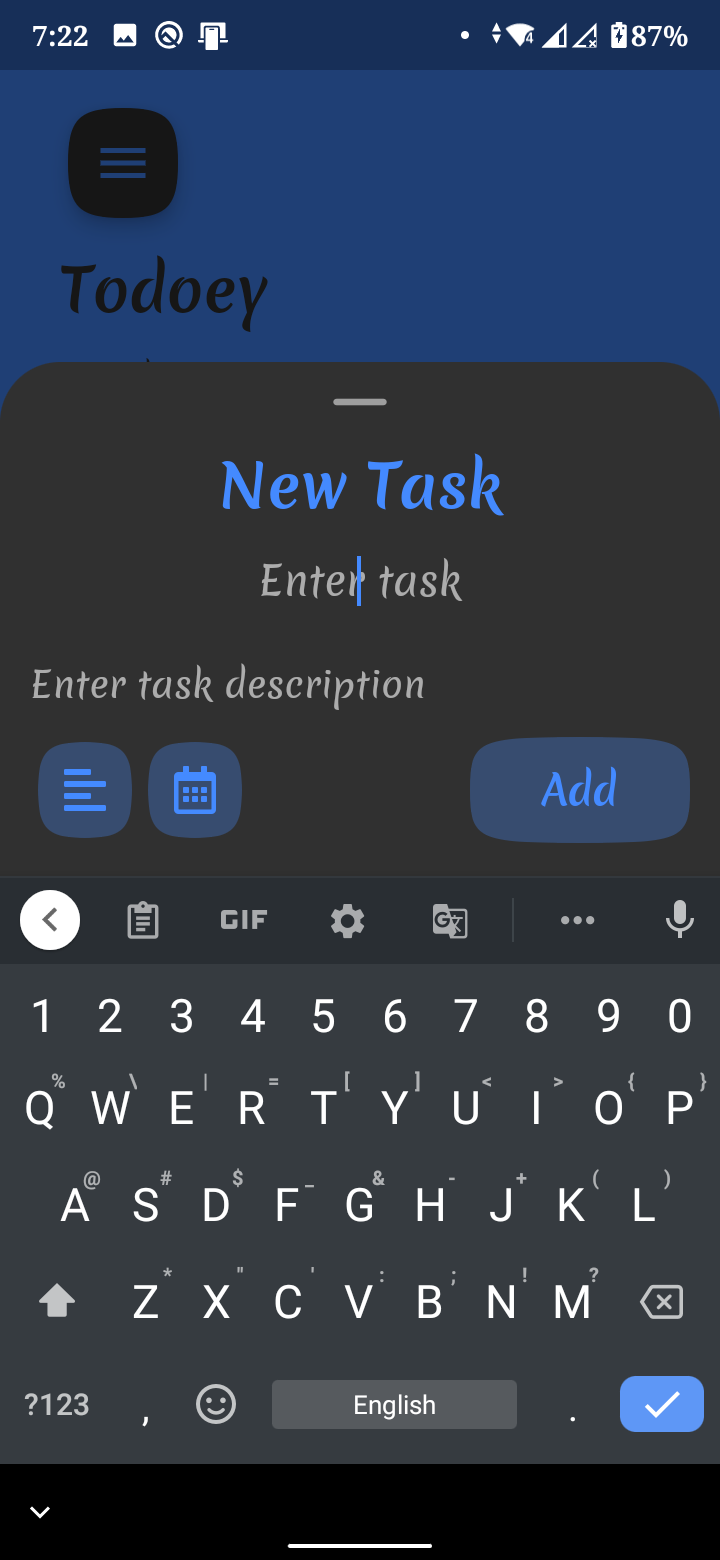 7:22
4
87%
Todoey
New Task
Enter task
Enter task description
Add
GIF
G
1 2 3 4 5 6 7 8 9 0
% \ | = [ ] < > { }
Q W E R T Y U I O P
@ # $ _ & - + ( )
A S D F G H J K L
* " ' : ; ! ?
Z X C V B N M
?123 , English .